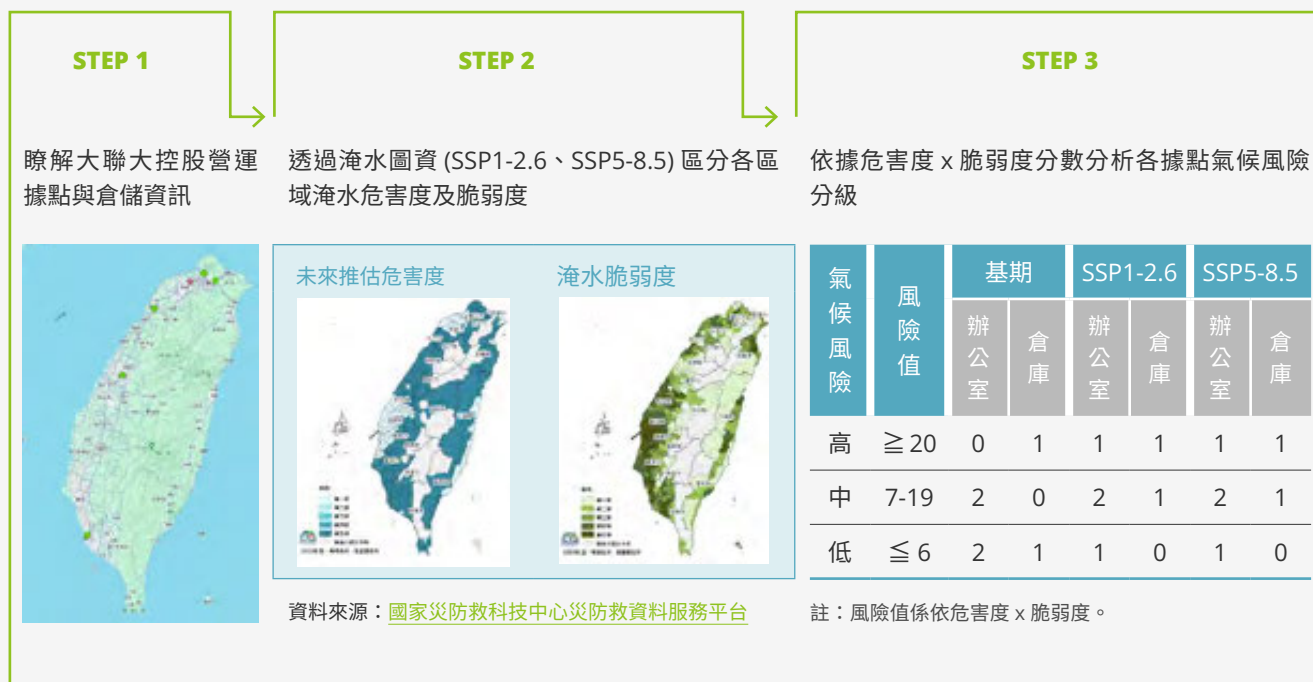 STEP 1
瞭解大聯大控股營運
據點與倉儲資訊
STEP 2
透過淹水圖資 (SSP1-2.6、SSP5-8.5) 區分各區
域淹水危害度及脆弱度
未來推估危害度
淹水脆弱度
資料來源：國家災防救科技中心災防救資料服務平台
STEP 3
依據危害度 x 脆弱度分數分析各據點氣候風險
分級
氣候風險 風險值 基期 SSP1-2.6 SSP5-8.5
辦公室 倉庫 辦公室 倉庫 辦公室 倉庫
高 ≧ 20 0 1 1 1 1 1
中 7-19 2 0 2 1 2 1
低 ≦ 6 2 1 1 0 1 0
註：風險值係依危害度 x 脆弱度。